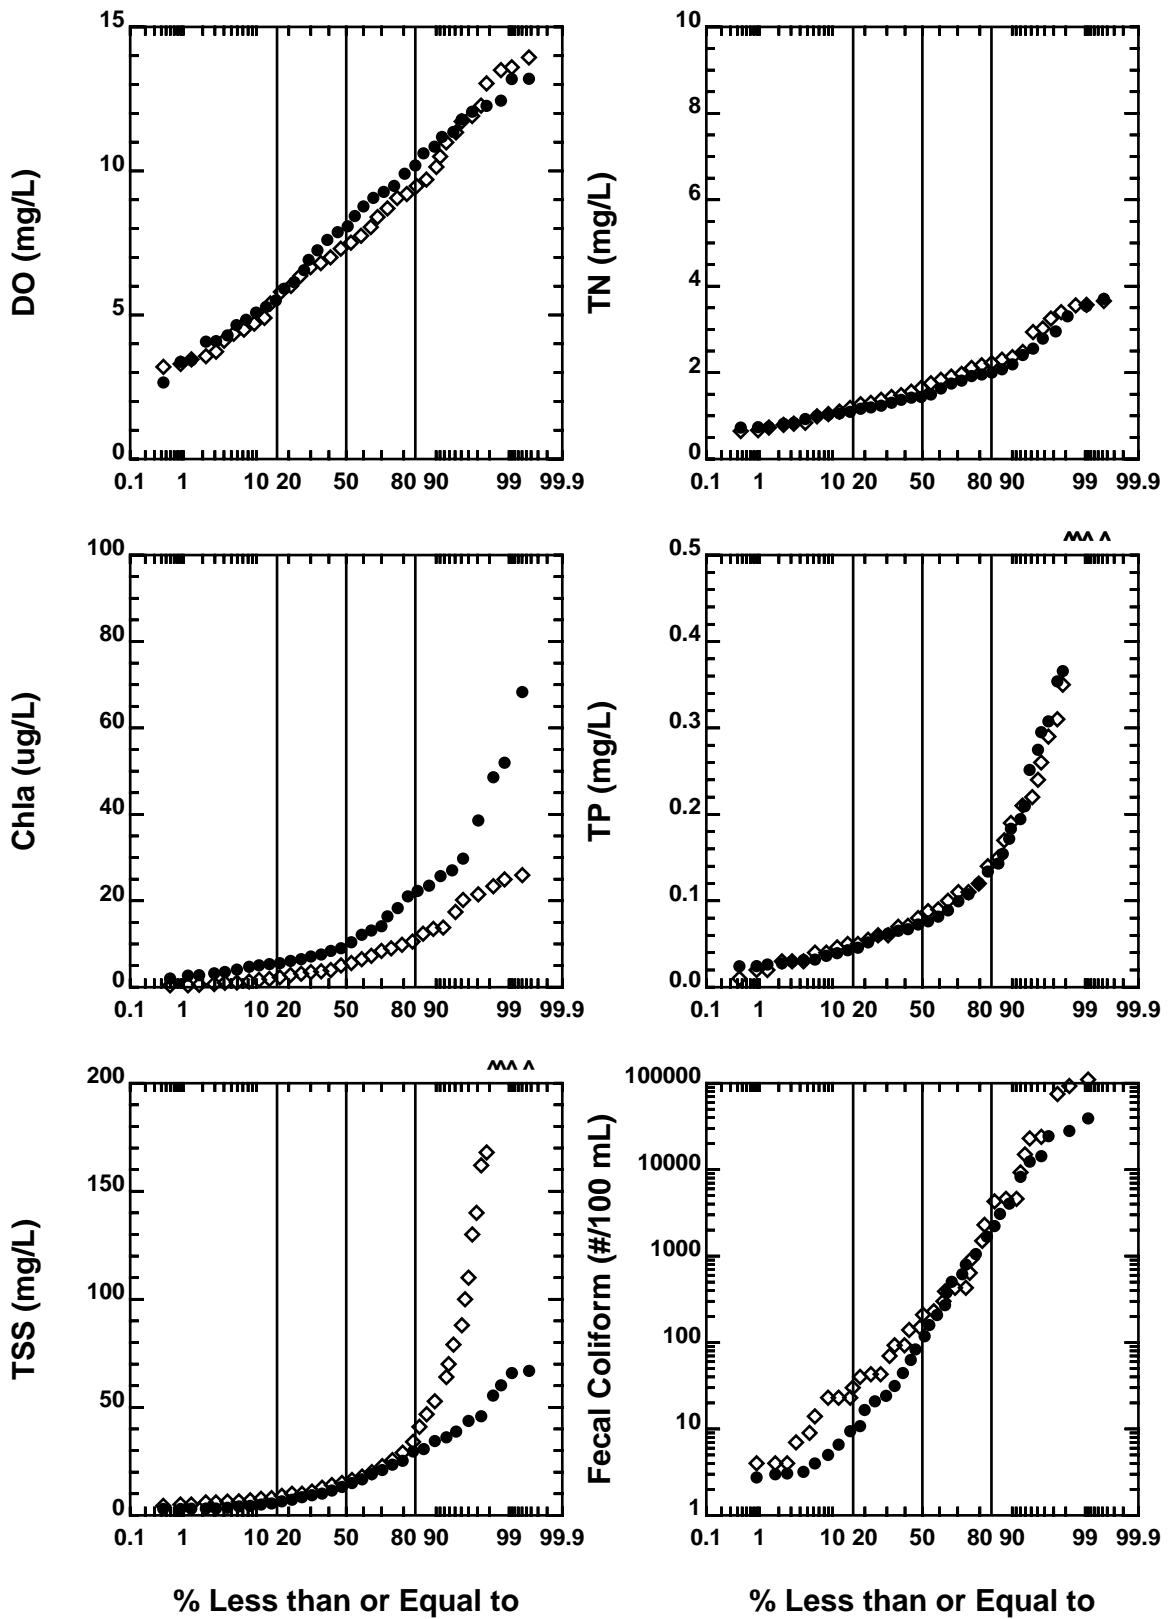 DO (mg/L)
15
10
5
0
0.1 1 10 20 50 80 90 99 99.9
TN (mg/L)
10
8
6
4
2
0
0.1 1 10 20 50 80 90 99 99.9
Chla (ug/L)
100
80
60
40
20
0
0.1 1 10 20 50 80 90 99 99.9
TP (mg/L)
^^^^ ^
0.5
0.4
0.3
0.2
0.1
0.0
0.1 1 10 20 50 80 90 99 99.9
TSS (mg/L)
^^^ ^
200
150
100
50
0
0.1 1 10 20 50 80 90 99 99.9
% Less than or Equal to
Fecal Coliform (#/100 mL)
100000
10000
1000
100
10
1
0.1 1 10 20 50 80 90 99 99.9
% Less than or Equal to